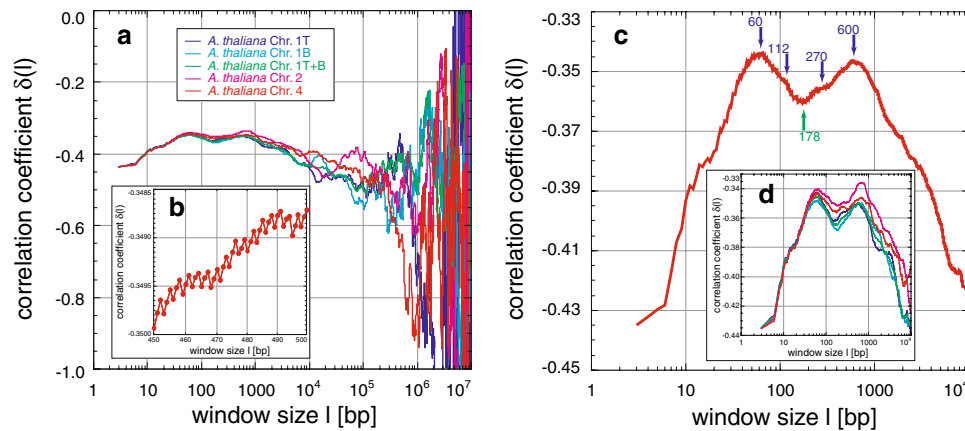 a
0.0
-0.2
-0.4
-0.6
-0.8
-1.0
correlation coefficient δ(l)
A. thaliana Chr. 1T
A. thaliana Chr. 1B
A. thaliana Chr. 1T+B
A. thaliana Chr. 2
A. thaliana Chr. 4
b
-0.3485
-0.3490
-0.3495
-0.3500
correlation coefficient δ(l)
450 460 470 480 490 500
window size l [bp]
1 10 100 1000 10⁴ 10⁵ 10⁶ 10⁷
window size l [bp]
c
-0.33
-0.35
-0.37
-0.39
-0.41
-0.43
-0.45
correlation coefficient δ(l)
60
112
270
600
178
d
-0.33
-0.36
-0.38
-0.40
-0.42
-0.44
correlation coefficient δ(l)
1 10 100 1000 10⁴
window size l [bp]
1 10 100 1000
window size l [bp]